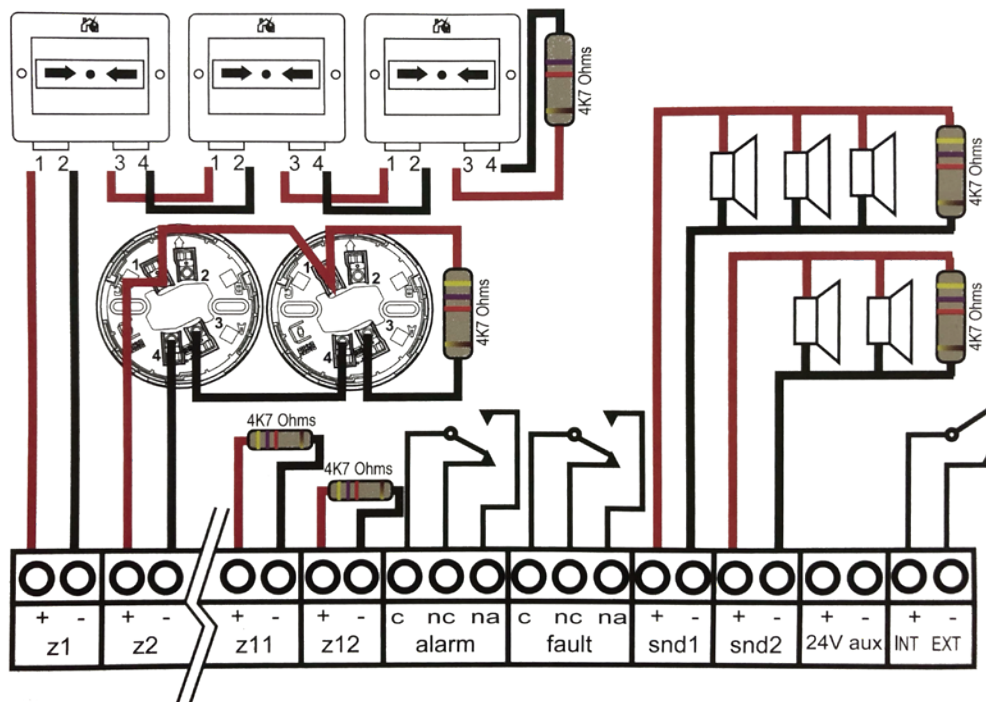 4K7 Ohms
1 2 3 4 1 2 3 4 1 2 3 4
4K7 Ohms
1 2 3 4
1 2 3 4
4K7 Ohms
4K7 Ohms
4K7 Ohms
4K7 Ohms
+ - + - + - + - c nc na c nc na + - + - + - + -
z1 z2 z11 z12 alarm fault snd1 snd2 24V aux. INT EXT